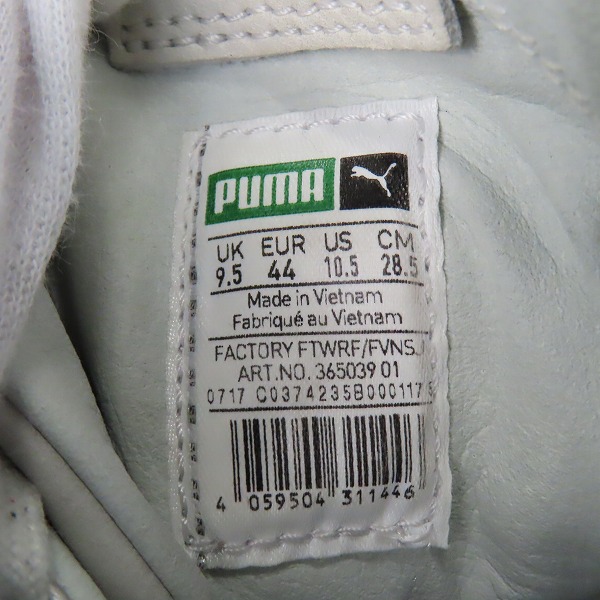 PUMA
UK EUR US CM
9.5 44 10.5 28.5
Made in Vietnam
Fabriqué au Vietnam
FACTORY FTWRF/FVNSJ
ART.NO. 365039 01
0717 C0374235B000117
4 059504 311446